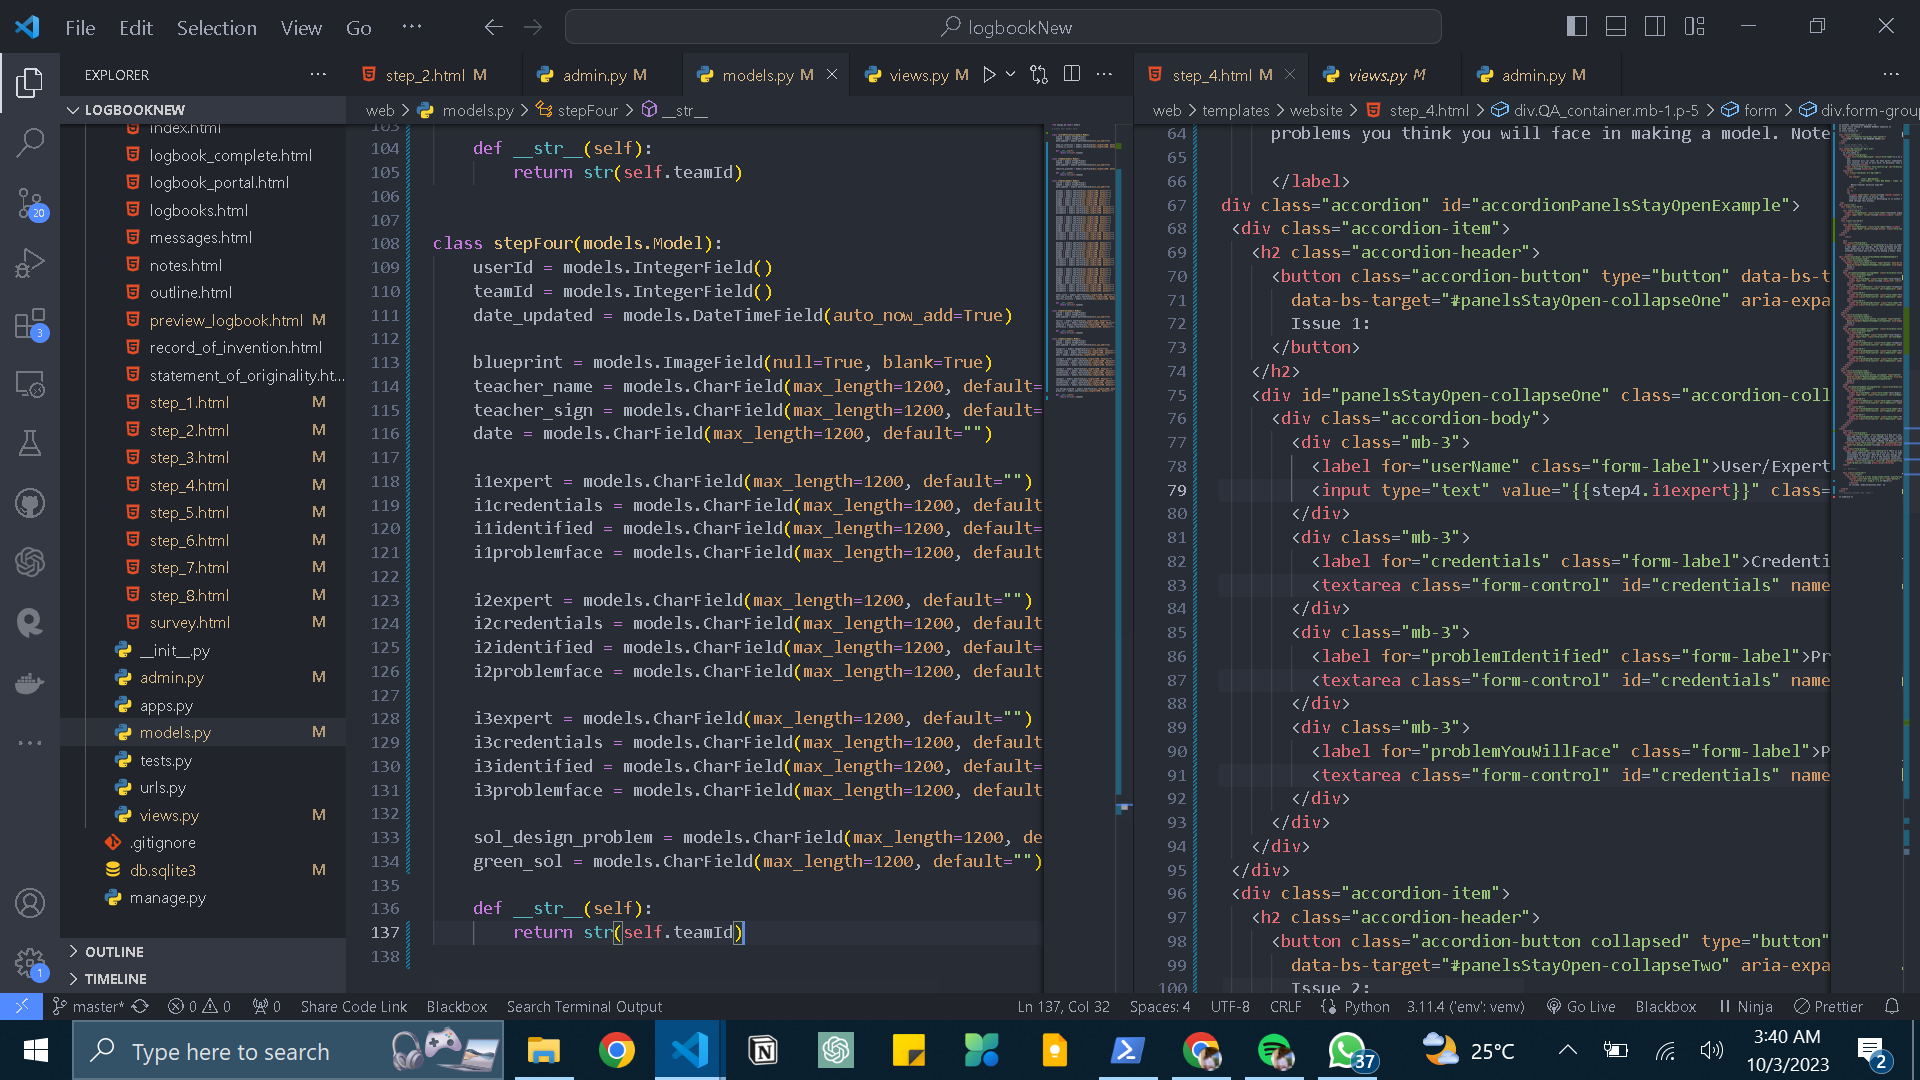 File Edit Selection View Go ··· logbookNew
EXPLORER ···
LOGBOOKNEW
index.html
logbook_complete.html
logbook_portal.html
logbooks.html
messages.html
notes.html
outline.html
preview_logbook.html M
record_of_invention.html
statement_of_originality.ht...
step_1.html M
step_2.html M
step_3.html M
step_4.html M
step_5.html M
step_6.html M
step_7.html M
step_8.html M
survey.html M
__init__.py
admin.py M
apps.py
models.py M
tests.py
urls.py
views.py M
.gitignore
db.sqlite3 M
manage.py
OUTLINE
TIMELINE
20
3
1
step_2.html M admin.py M models.py M views.py M ···
web > models.py > stepFour > __str__
103
104 def __str__(self):
105 return str(self.teamId)
106
107
108 class stepFour(models.Model):
109 userId = models.IntegerField()
110 teamId = models.IntegerField()
111 date_updated = models.DateTimeField(auto_now_add=True)
112
113 blueprint = models.ImageField(null=True, blank=True)
114 teacher_name = models.CharField(max_length=1200, default=
115 teacher_sign = models.CharField(max_length=1200, default=
116 date = models.CharField(max_length=1200, default="")
117
118 i1expert = models.CharField(max_length=1200, default="")
119 i1credentials = models.CharField(max_length=1200, default
120 i1identified = models.CharField(max_length=1200, default=
121 i1problemface = models.CharField(max_length=1200, default
122
123 i2expert = models.CharField(max_length=1200, default="")
124 i2credentials = models.CharField(max_length=1200, default
125 i2identified = models.CharField(max_length=1200, default=
126 i2problemface = models.CharField(max_length=1200, default
127
128 i3expert = models.CharField(max_length=1200, default="")
129 i3credentials = models.CharField(max_length=1200, default
130 i3identified = models.CharField(max_length=1200, default=
131 i3problemface = models.CharField(max_length=1200, default
132
133 sol_design_problem = models.CharField(max_length=1200, de
134 green_sol = models.CharField(max_length=1200, default="")
135
136 def __str__(self):
137 return str(self.teamId)
138
step_4.html M views.py M admin.py M ···
web > templates > website > step_4.html > div.QA_container.mb-1.p-5 > form > div.form-grou
64 problems you think you will face in making a model. Note
65
66 </label>
67 div class="accordion" id="accordionPanelsStayOpenExample">
68 <div class="accordion-item">
69 <h2 class="accordion-header">
70 <button class="accordion-button" type="button" data-bs-t
71 data-bs-target="#panelsStayOpen-collapseOne" aria-expa
72 Issue 1:
73 </button>
74 </h2>
75 <div id="panelsStayOpen-collapseOne" class="accordion-coll
76 <div class="accordion-body">
77 <div class="mb-3">
78 <label for="userName" class="form-label">User/Expert
79 <input type="text" value="{{step4.i1expert}}" class=
80 </div>
81 <div class="mb-3">
82 <label for="credentials" class="form-label">Credenti
83 <textarea class="form-control" id="credentials" name
84 </div>
85 <div class="mb-3">
86 <label for="problemIdentified" class="form-label">Pr
87 <textarea class="form-control" id="credentials" name
88 </div>
89 <div class="mb-3">
90 <label for="problemYouWillFace" class="form-label">P
91 <textarea class="form-control" id="credentials" name
92 </div>
93 </div>
94 </div>
95 </div>
96 <div class="accordion-item">
97 <h2 class="accordion-header">
98 <button class="accordion-button collapsed" type="button"
99 data-bs-target="#panelsStayOpen-collapseTwo" aria-expa
100 Issue 2:
master* 0 0 0 Share Code Link Blackbox Search Terminal Output Ln 137, Col 32 Spaces: 4 UTF-8 CRLF Python 3.11.4 ('env': venv) Go Live Blackbox Ninja Prettier
Type here to search 37 25°C 3:40 AM 2
10/3/2023